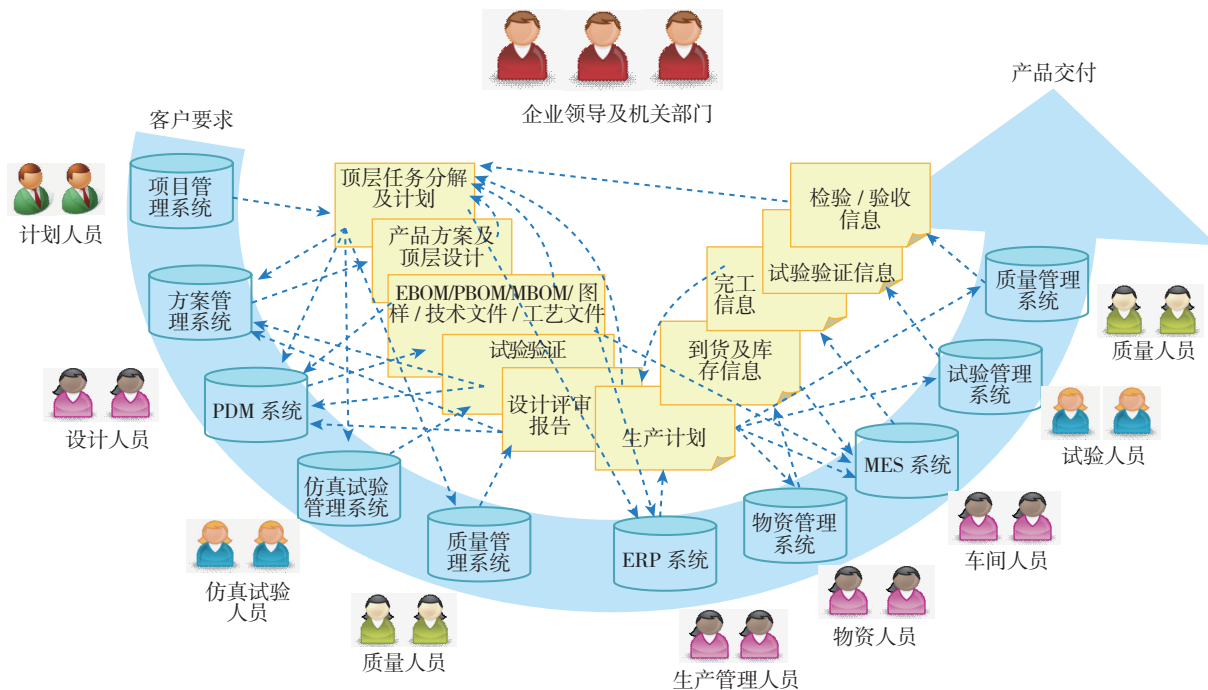 企业领导及机关部门
产品交付
客户要求
项目管
理系统
计划人员
方案管
理系统
设计人员
PDM 系统
仿真试验
管理系统
仿真试验
人员
质量管
理系统
质量人员
ERP 系统
生产管理人员
物资管理
系统
物资人员
MES 系统
车间人员
试验管理
系统
试验人员
质量管理
系统
质量人员
顶层任务分解
及计划
产品方案及
顶层设计
EBOM/PBOM/MBOM/ 图
样 / 技术文件 / 工艺文件
试验验证
设计评审
报告
生产计划
到货及库
存信息
完工
信息
试验验证信息
检验 / 验收
信息